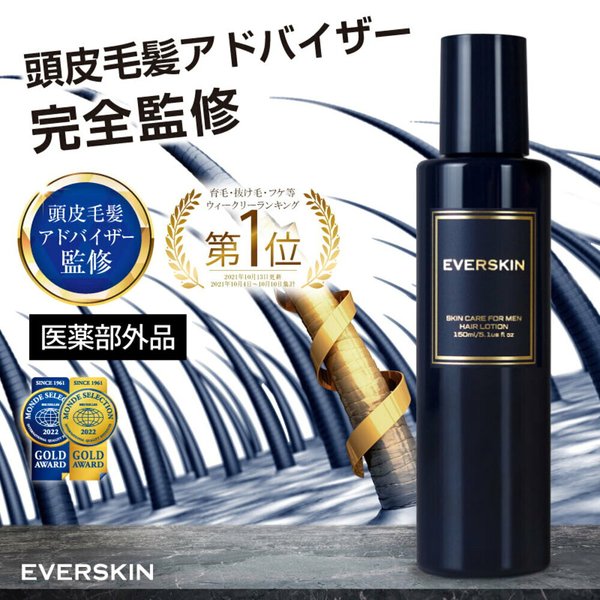 頭皮毛髪アドバイザー
完全監修
頭皮毛髪
アドバイザー
監修
育毛・抜け毛・フケ等
ウィークリーランキング
第1位
2021年10月13日更新
2021年10月4日〜10月10日集計
医薬部外品
SINCE 1961
MONDE SELECTION
BRUXELLES
INTERNATIONAL QUALITY
2022
GOLD
AWARD
SINCE 1961
MONDE SELECTION
BRUXELLES
2022
GOLD
AWARD
EVERSKIN
SKIN CARE FOR MEN
HAIR LOTION
150ml/5.1us fl oz
EVERSKIN